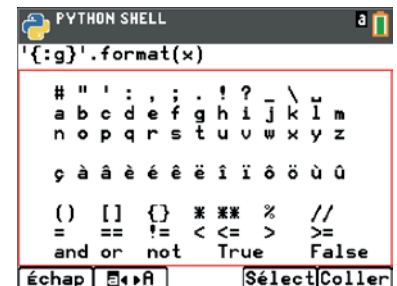 PYTHON SHELL a
'{:g}'.format(x)
# " ' : , ; . ! ? _ \ ␣
a b c d e f g h i j k l m
n o p q r s t u v w x y z
ç à â è é ê ë î ï ô ö ù û
() [] {} * ** % //
= == != < <= > >=
and or not True False
Échap a◂▸A Sélect Coller